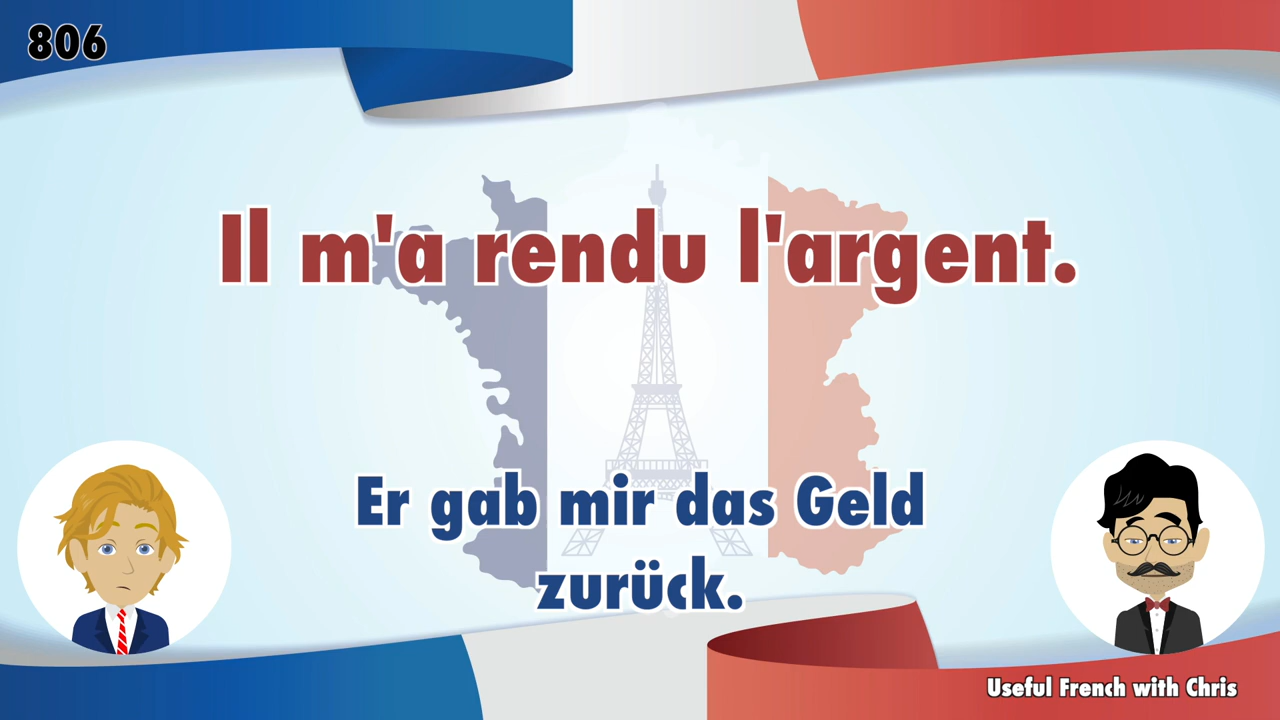 806
Il m'a rendu l'argent.
Er gab mir das Geld
zurück.
Useful French with Chris